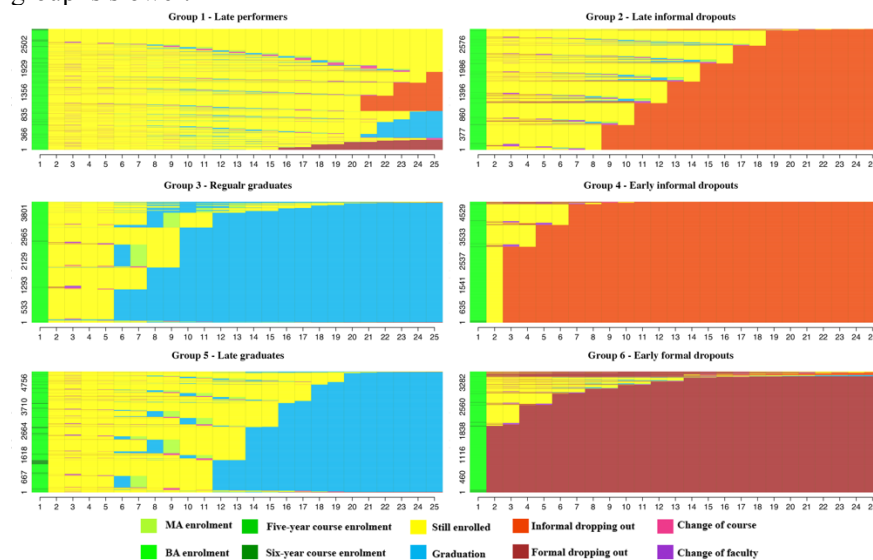 Group 1 - Late performers
Group 2 - Late informal dropouts
1 366 835 1356 1929 2502
1 377 860 1396 1986 2576
1 2 3 4 5 6 7 8 9 10 11 12 13 14 15 16 17 18 19 20 21 22 23 24 25
1 2 3 4 5 6 7 8 9 10 11 12 13 14 15 16 17 18 19 20 21 22 23 24
Group 3 - Regualr graduates
Group 4 - Early informal dropouts
1 533 1293 2129 2965 3801
1 635 1541 2537 3533 4529
1 2 3 4 5 6 7 8 9 10 11 12 13 14 15 16 17 18 19 20 21 22 23 24 25
1 2 3 4 5 6 7 8 9 10 11 12 13 14 15 16 17 18 19 20 21 22 23 24
Group 5 - Late graduates
Group 6 - Early formal dropouts
1 667 1618 2664 3710 4756
1 460 1116 1838 2560 3282
1 2 3 4 5 6 7 8 9 10 11 12 13 14 15 16 17 18 19 20 21 22 23 24 25
1 2 3 4 5 6 7 8 9 10 11 12 13 14 15 16 17 18 19 20 21 22 23 24
MA enrolment Five-year course enrolment Still enrolled Informal dropping out Change of course
BA enrolment Six-year course enrolment Graduation Formal dropping out Change of faculty